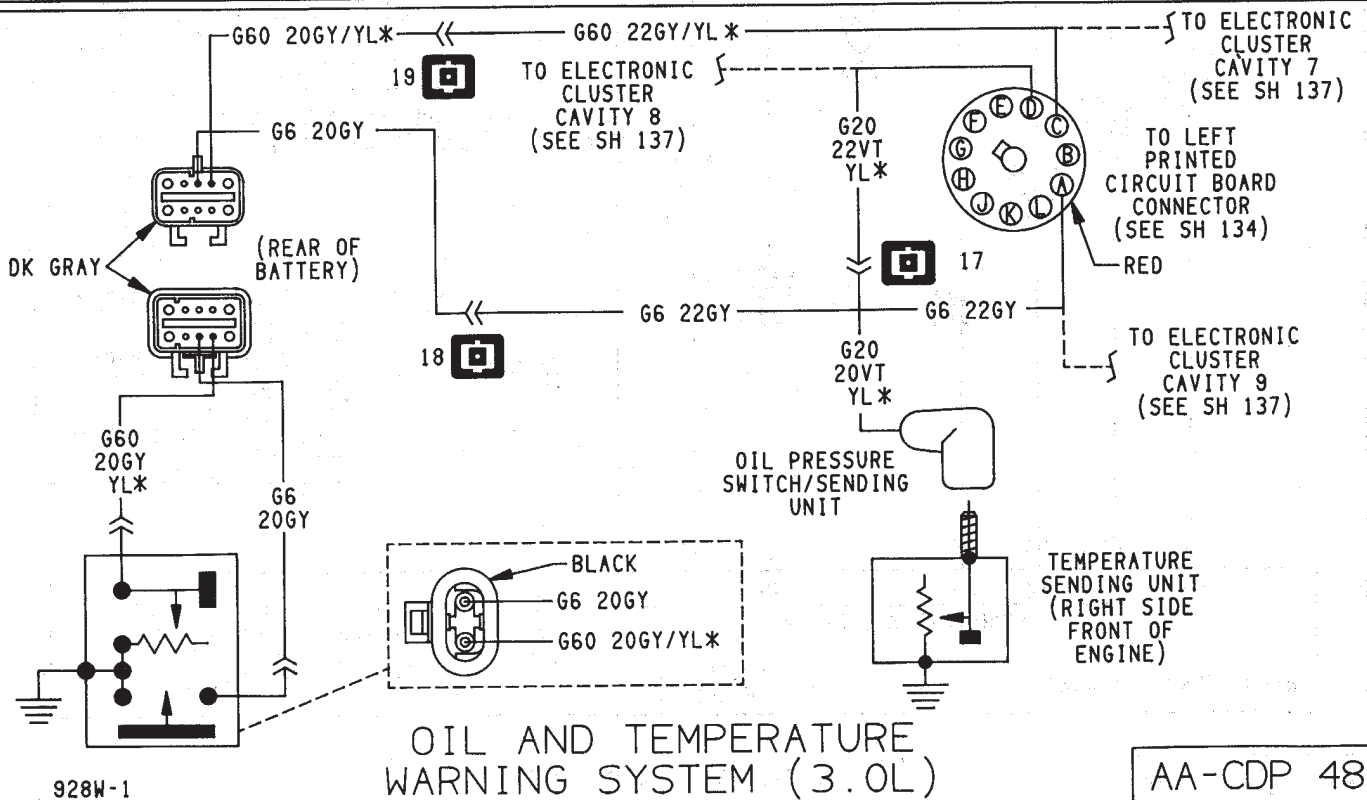 G60 20GY/YL*
G60 22GY/YL*
TO ELECTRONIC
CLUSTER
CAVITY 7
(SEE SH 137)
19
TO ELECTRONIC
CLUSTER
CAVITY 8
(SEE SH 137)
G6 20GY
G20
22VT
YL*
A
B
C
D
E
F
G
H
J
K
L
TO LEFT
PRINTED
CIRCUIT BOARD
CONNECTOR
(SEE SH 134)
RED
DK GRAY
(REAR OF
BATTERY)
17
G6 22GY
G6 22GY
18
G20
20VT
YL*
TO ELECTRONIC
CLUSTER
CAVITY 9
(SEE SH 137)
G60
20GY
YL*
G6
20GY
OIL PRESSURE
SWITCH/SENDING
UNIT
BLACK
G6 20GY
G60 20GY/YL*
TEMPERATURE
SENDING UNIT
(RIGHT SIDE
FRONT OF
ENGINE)
OIL AND TEMPERATURE
WARNING SYSTEM (3.0L)
928W-1
AA-CDP 48